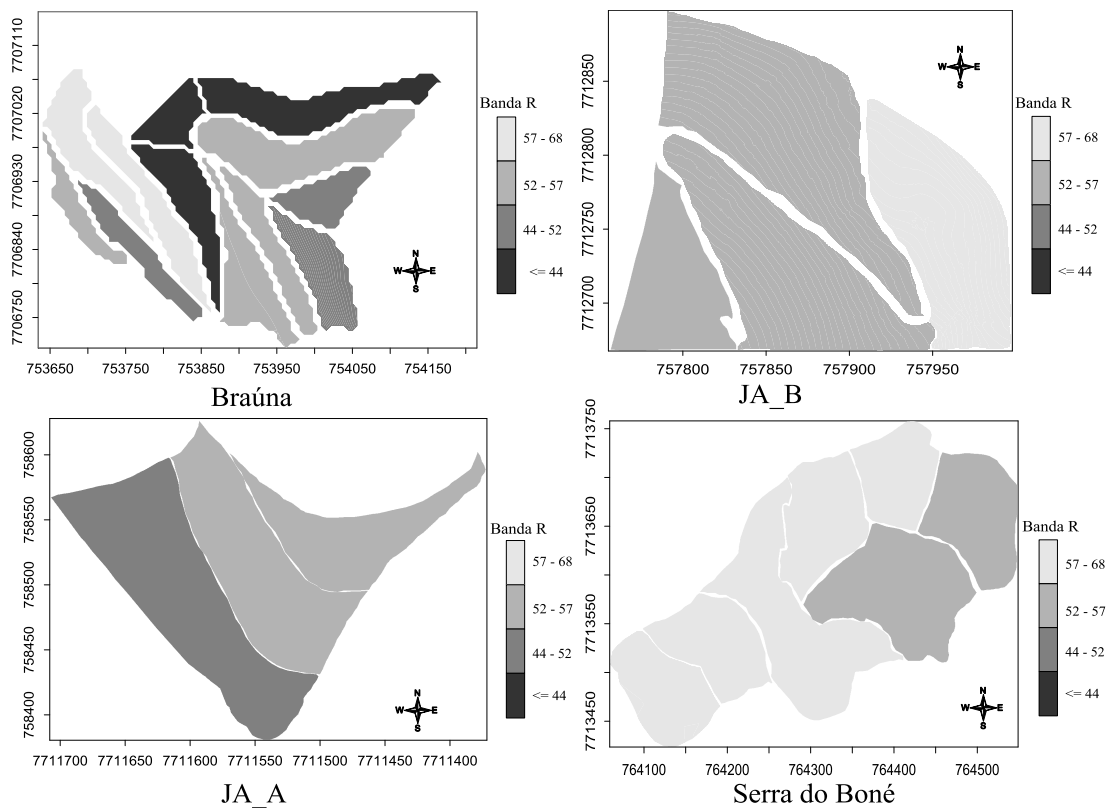 7707110
7707020
7706930
7706840
7706750
753650 753750 753850 753950 754050 754150
N
W E
S
Banda R
57 - 68
52 - 57
44 - 52
<= 44
Braúna
7712850
7712800
7712750
7712700
757800 757850 757900 757950
N
W E
S
Banda R
57 - 68
52 - 57
44 - 52
<= 44
JA_B
758600
758550
758500
758450
758400
7711700 7711650 7711600 7711550 7711500 7711450 7711400
N
W E
S
Banda R
57 - 68
52 - 57
44 - 52
<= 44
JA_A
7713750
7713650
7713550
7713450
764100 764200 764300 764400 764500
N
W E
S
Banda R
57 - 68
52 - 57
44 - 52
<= 44
Serra do Boné